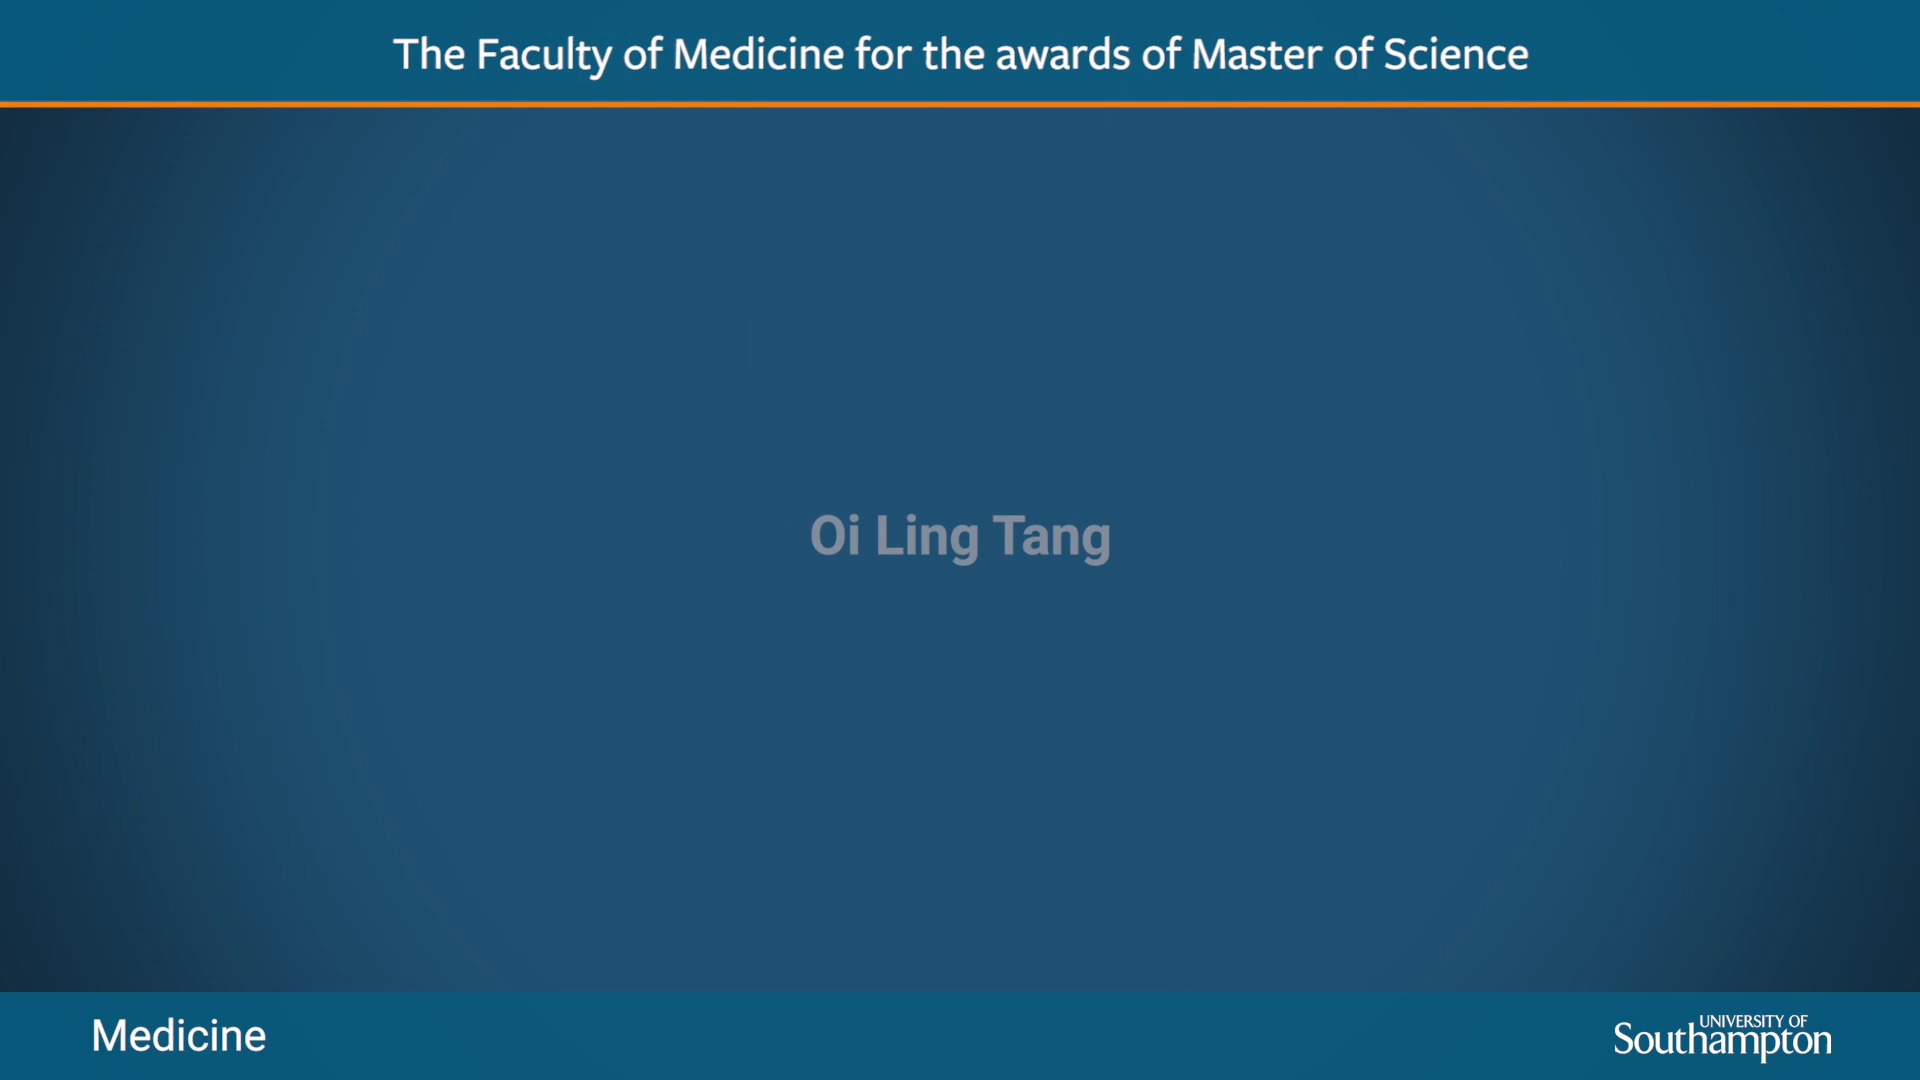 The Faculty of Medicine for the awards of Master of Science
Oi Ling Tang
Medicine
UNIVERSITY OF
Southampton